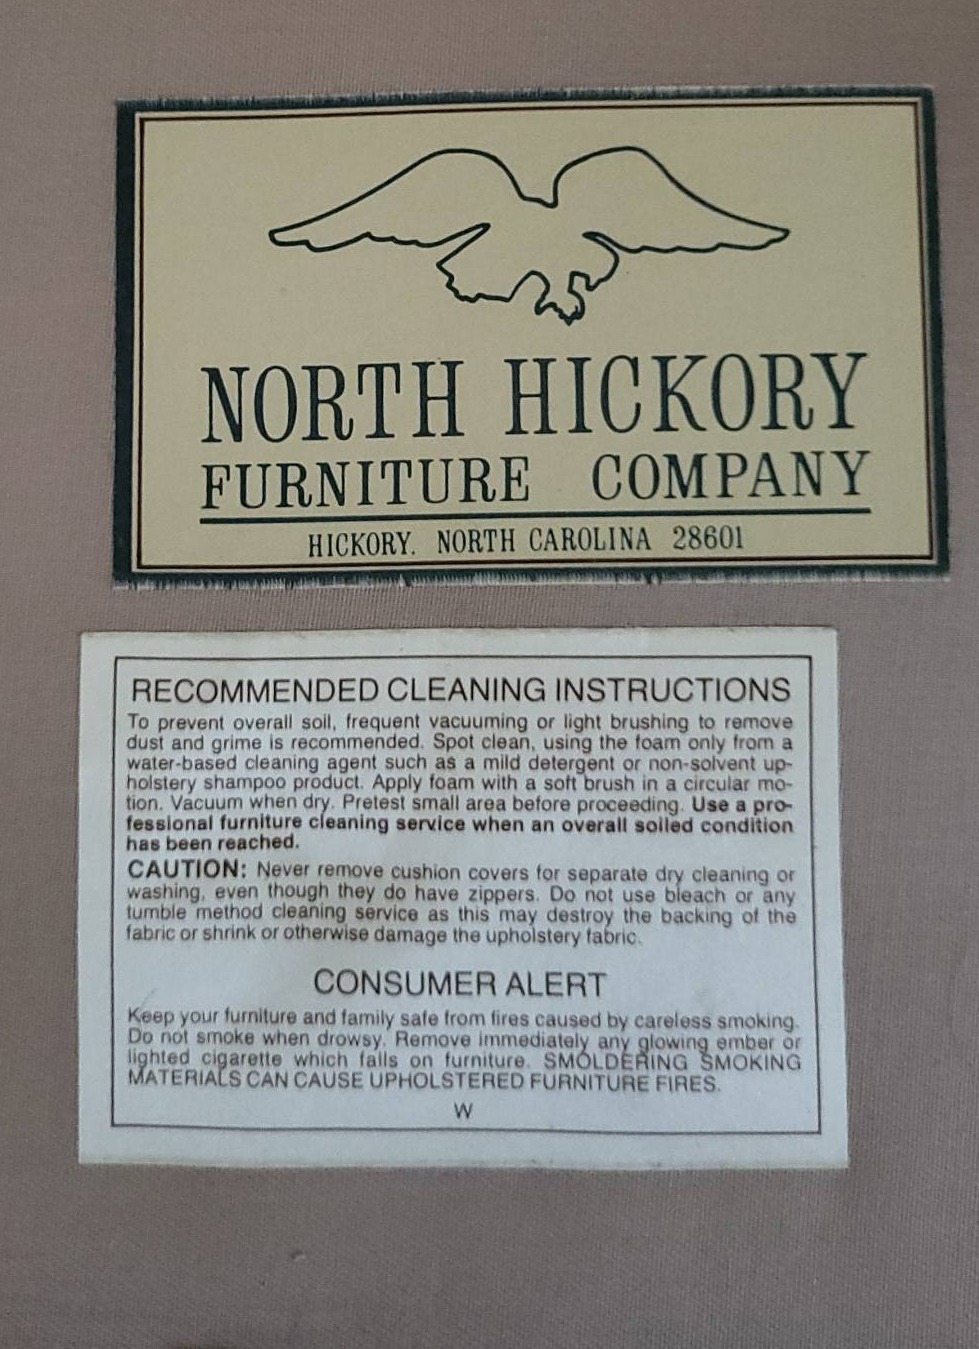 NORTH HICKORY
FURNITURE COMPANY
HICKORY. NORTH CAROLINA 28601
RECOMMENDED CLEANING INSTRUCTIONS
To prevent overall soil, frequent vacuuming or light brushing to remove
dust and grime is recommended. Spot clean, using the foam only from a
water-based cleaning agent such as a mild detergent or non-solvent up-
holstery shampoo product. Apply foam with a soft brush in a circular mo-
tion. Vacuum when dry. Pretest small area before proceeding. Use a pro-
fessional furniture cleaning service when an overall soiled condition
has been reached.
CAUTION: Never remove cushion covers for separate dry cleaning or
washing, even though they do have zippers. Do not use bleach or any
tumble method cleaning service as this may destroy the backing of the
fabric or shrink or otherwise damage the upholstery fabric.
CONSUMER ALERT
Keep your furniture and family safe from fires caused by careless smoking.
Do not smoke when drowsy. Remove immediately any glowing ember or
lighted cigarette which falls on furniture. SMOLDERING SMOKING
MATERIALS CAN CAUSE UPHOLSTERED FURNITURE FIRES.
W